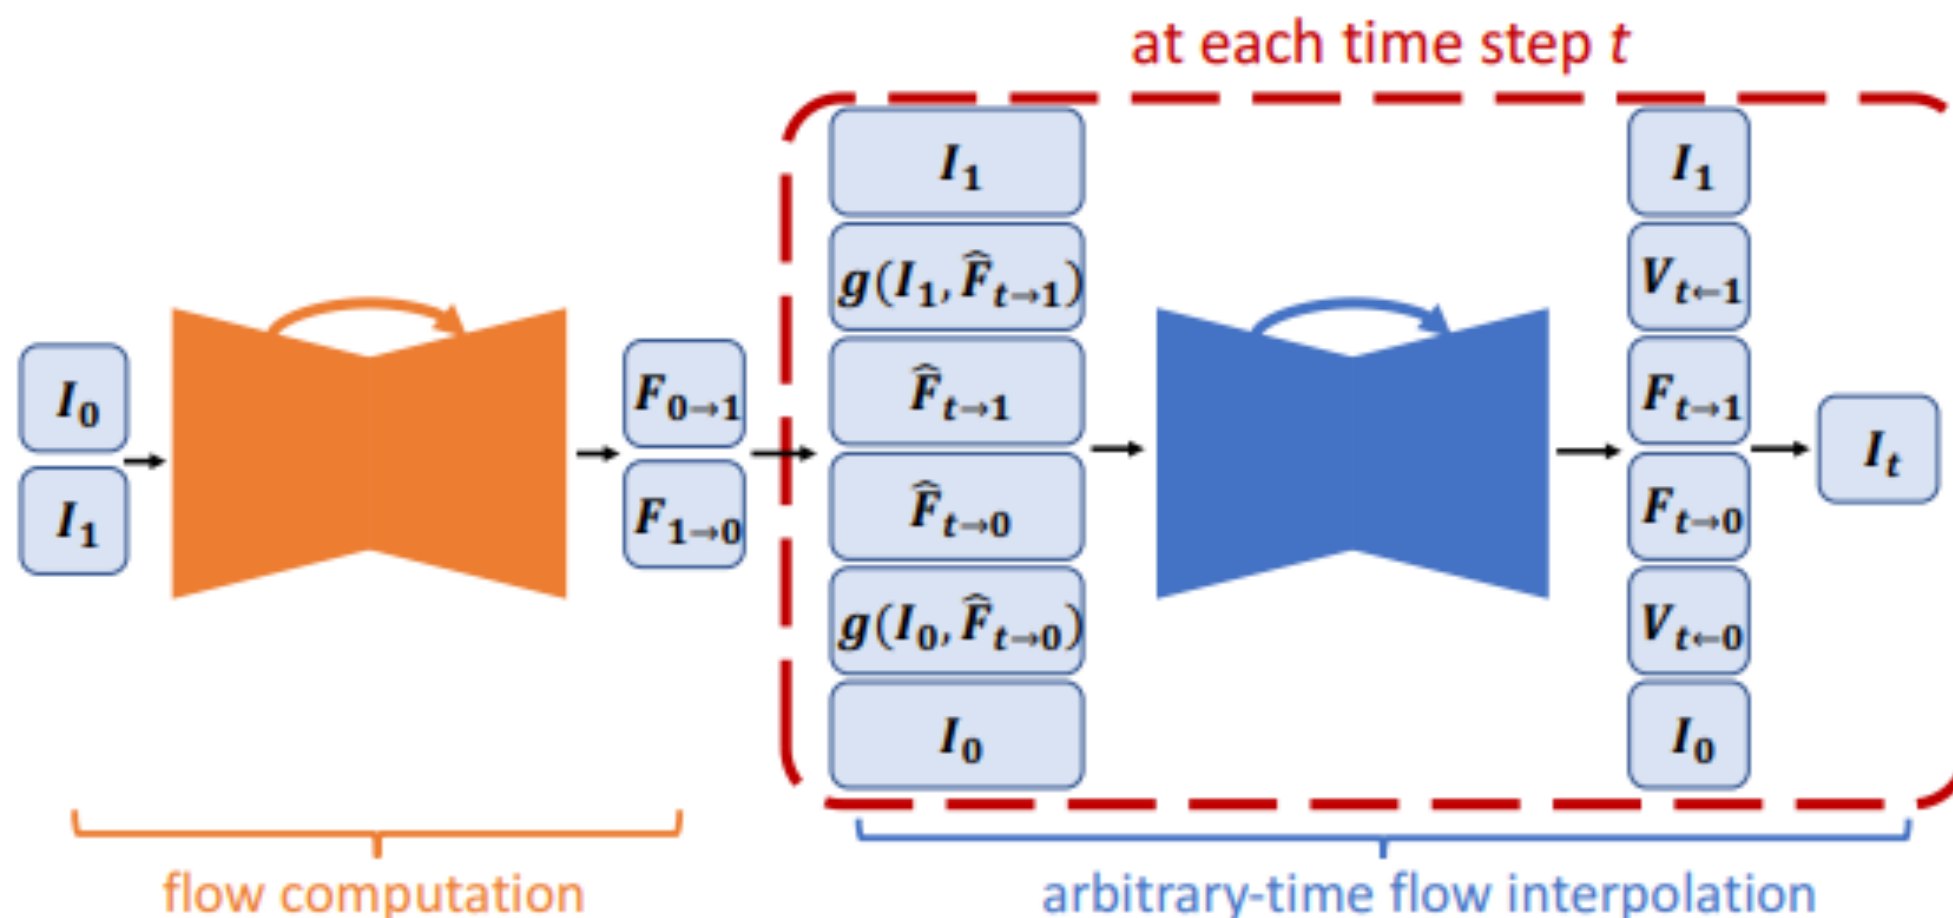 at each time step t
I₀
I₁
F₀→₁
F₁→₀
I₁
g(I₁, F̂ₜ→₁)
F̂ₜ→₁
F̂ₜ→₀
g(I₀, F̂ₜ→₀)
I₀
I₁
Vₜ←₁
Fₜ→₁
Fₜ→₀
Vₜ←₀
I₀
Iₜ
flow computation
arbitrary-time flow interpolation